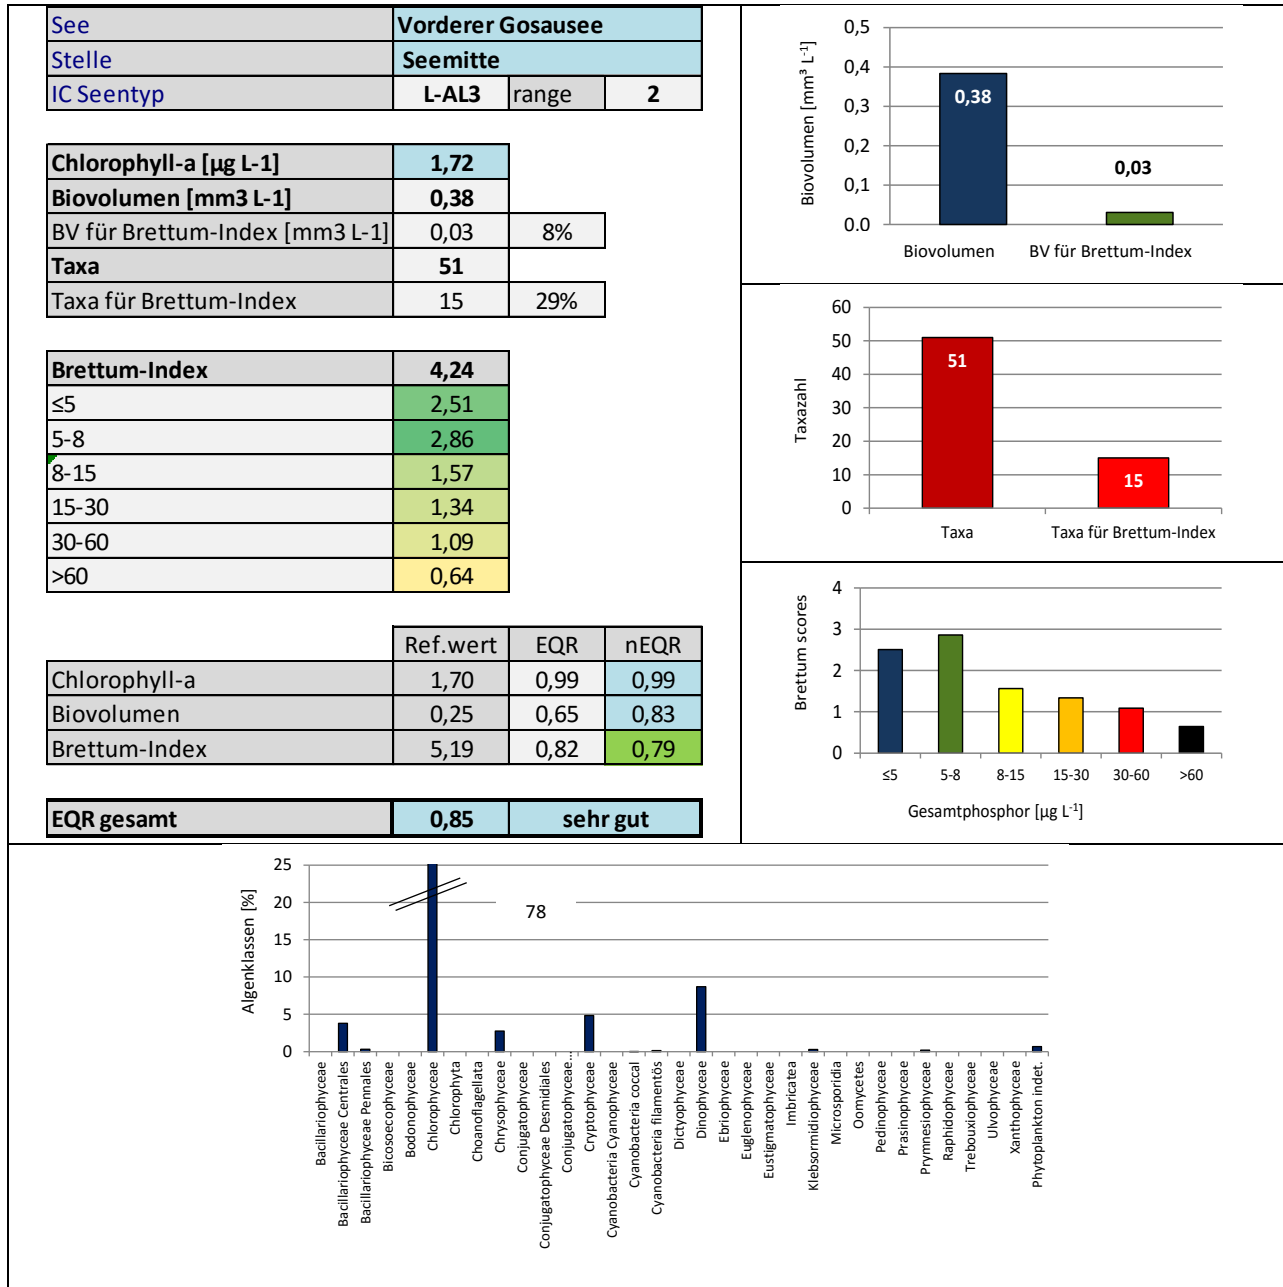 See Vorderer Gosausee
Stelle Seemitte
IC Seentyp L-AL3 range 2
Chlorophyll-a [µg L-1] 1,72
Biovolumen [mm3 L-1] 0,38
BV für Brettum-Index [mm3 L-1] 0,03 8%
Taxa 51
Taxa für Brettum-Index 15 29%
Brettum-Index 4,24
≤5 2,51
5-8 2,86
8-15 1,57
15-30 1,34
30-60 1,09
>60 0,64
Ref.wert EQR nEQR
Chlorophyll-a 1,70 0,99 0,99
Biovolumen 0,25 0,65 0,83
Brettum-Index 5,19 0,82 0,79
EQR gesamt 0,85 sehr gut
Biovolumen [mm³ L-1]
0,5
0,4
0,3
0,2
0,1
0.0
0,38
0,03
Biovolumen BV für Brettum-Index
Taxazahl
60
50
40
30
20
10
0
51
15
Taxa Taxa für Brettum-Index
Brettum scores
4
3
2
1
0
≤5 5-8 8-15 15-30 30-60 >60
Gesamtphosphor [µg L-1]
Algenklassen [%]
25
20
15
10
5
0
78
Bacillariophyceae
Bacillariophyceae Centrales
Bacillariophyceae Pennales
Bicosoecophyceae
Bodonophyceae
Chlorophyceae
Chlorophyta
Choanoflagellata
Chrysophyceae
Conjugatophyceae
Conjugatophyceae Desmidiales
Conjugatophyceae...
Cryptophyceae
Cyanobacteria Cyanophyceae
Cyanobacteria coccal
Cyanobacteria filamentös
Dictyophyceae
Dinophyceae
Ebriophyceae
Euglenophyceae
Eustigmatophyceae
Imbricatea
Klebsormidiophyceae
Microsporidia
Oomycetes
Pedinophyceae
Prasinophyceae
Prymnesiophyceae
Raphidophyceae
Trebouxiophyceae
Ulvophyceae
Xanthophyceae
Phytoplankton indet.